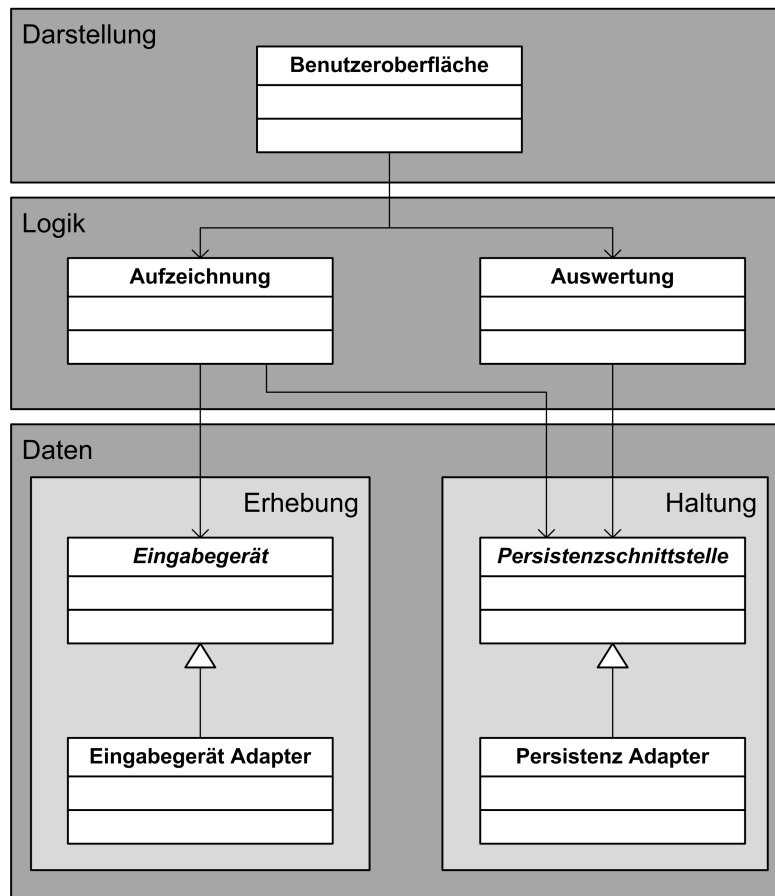 Darstellung
Benutzeroberfläche
Logik
Aufzeichnung
Auswertung
Daten
Erhebung
Haltung
Eingabegerät
Persistenzschnittstelle
Eingabegerät Adapter
Persistenz Adapter